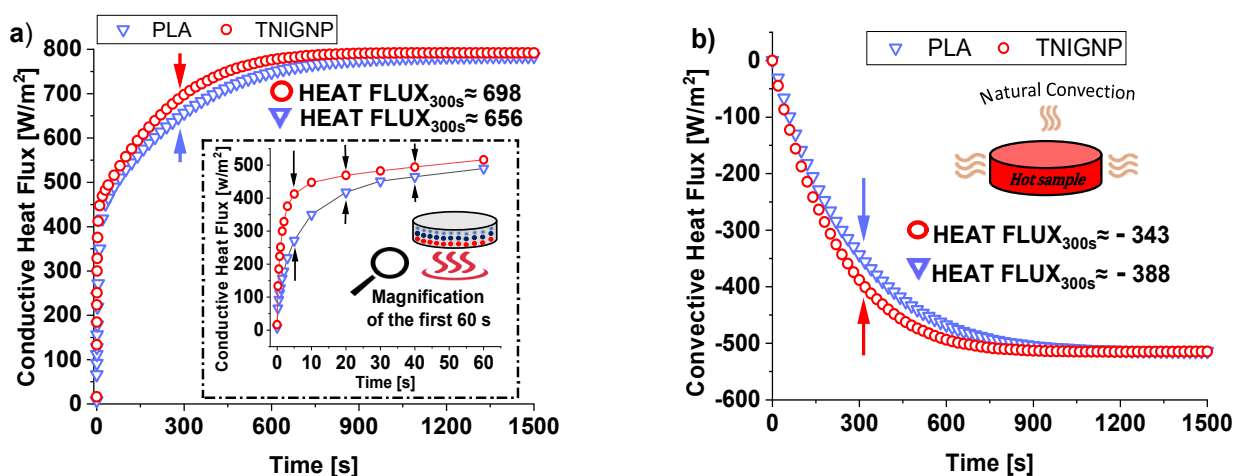 a)
PLA TNIGNP
Conductive Heat Flux [W/m²]
800
700
600
500
400
300
200
100
0
HEAT FLUX300s ≈ 698
HEAT FLUX300s ≈ 656
Conductive Heat Flux [w/m²]
500
400
300
200
100
0
Magnification
of the first 60 s
0 10 20 30 40 50 60
Time [s]
0 300 600 900 1200 1500
Time [s]
b)
PLA TNIGNP
Convective Heat Flux [W/m²]
0
-100
-200
-300
-400
-500
-600
Natural Convection
Hot sample
HEAT FLUX300s ≈ - 343
HEAT FLUX300s ≈ - 388
0 300 600 900 1200 1500
Time [s]